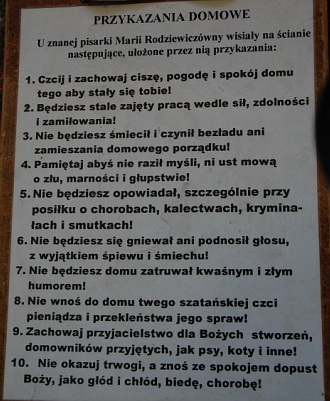 PRZYKAZANIA DOMOWE
U znanej pisarki Marii Rodziewiczówny wisiały na ścianie
następujące, ułożone przez nią przykazania:
1. Czcij i zachowaj ciszę, pogodę i spokój domu
tego aby stały się tobie!
2. Będziesz stale zajęty pracą wedle sił, zdolności
i zamiłowania!
3. Nie będziesz śmiecił i czynił bezładu ani
zamieszania domowego porządku!
4. Pamiętaj abyś nie raził myśli, ni ust mową
o złu, marności i głupstwie!
5. Nie będziesz opowiadał, szczególnie przy
posiłku o chorobach, kalectwach, krymina-
łach i smutkach!
6. Nie będziesz się gniewał ani podnosił głosu,
z wyjątkiem śpiewu i śmiechu!
7. Nie będziesz domu zatruwał kwaśnym i złym
humorem!
8. Nie wnoś do domu twego szatańskiej czci
pieniądza i przekleństwa jego spraw!
9. Zachowaj przyjacielstwo dla Bożych stworzeń,
domowników przyjętych, jak psy, koty i inne!
10. Nie okazuj trwogi, a znoś ze spokojem dopust
Boży, jako głód i chłód, biedę, chorobę!